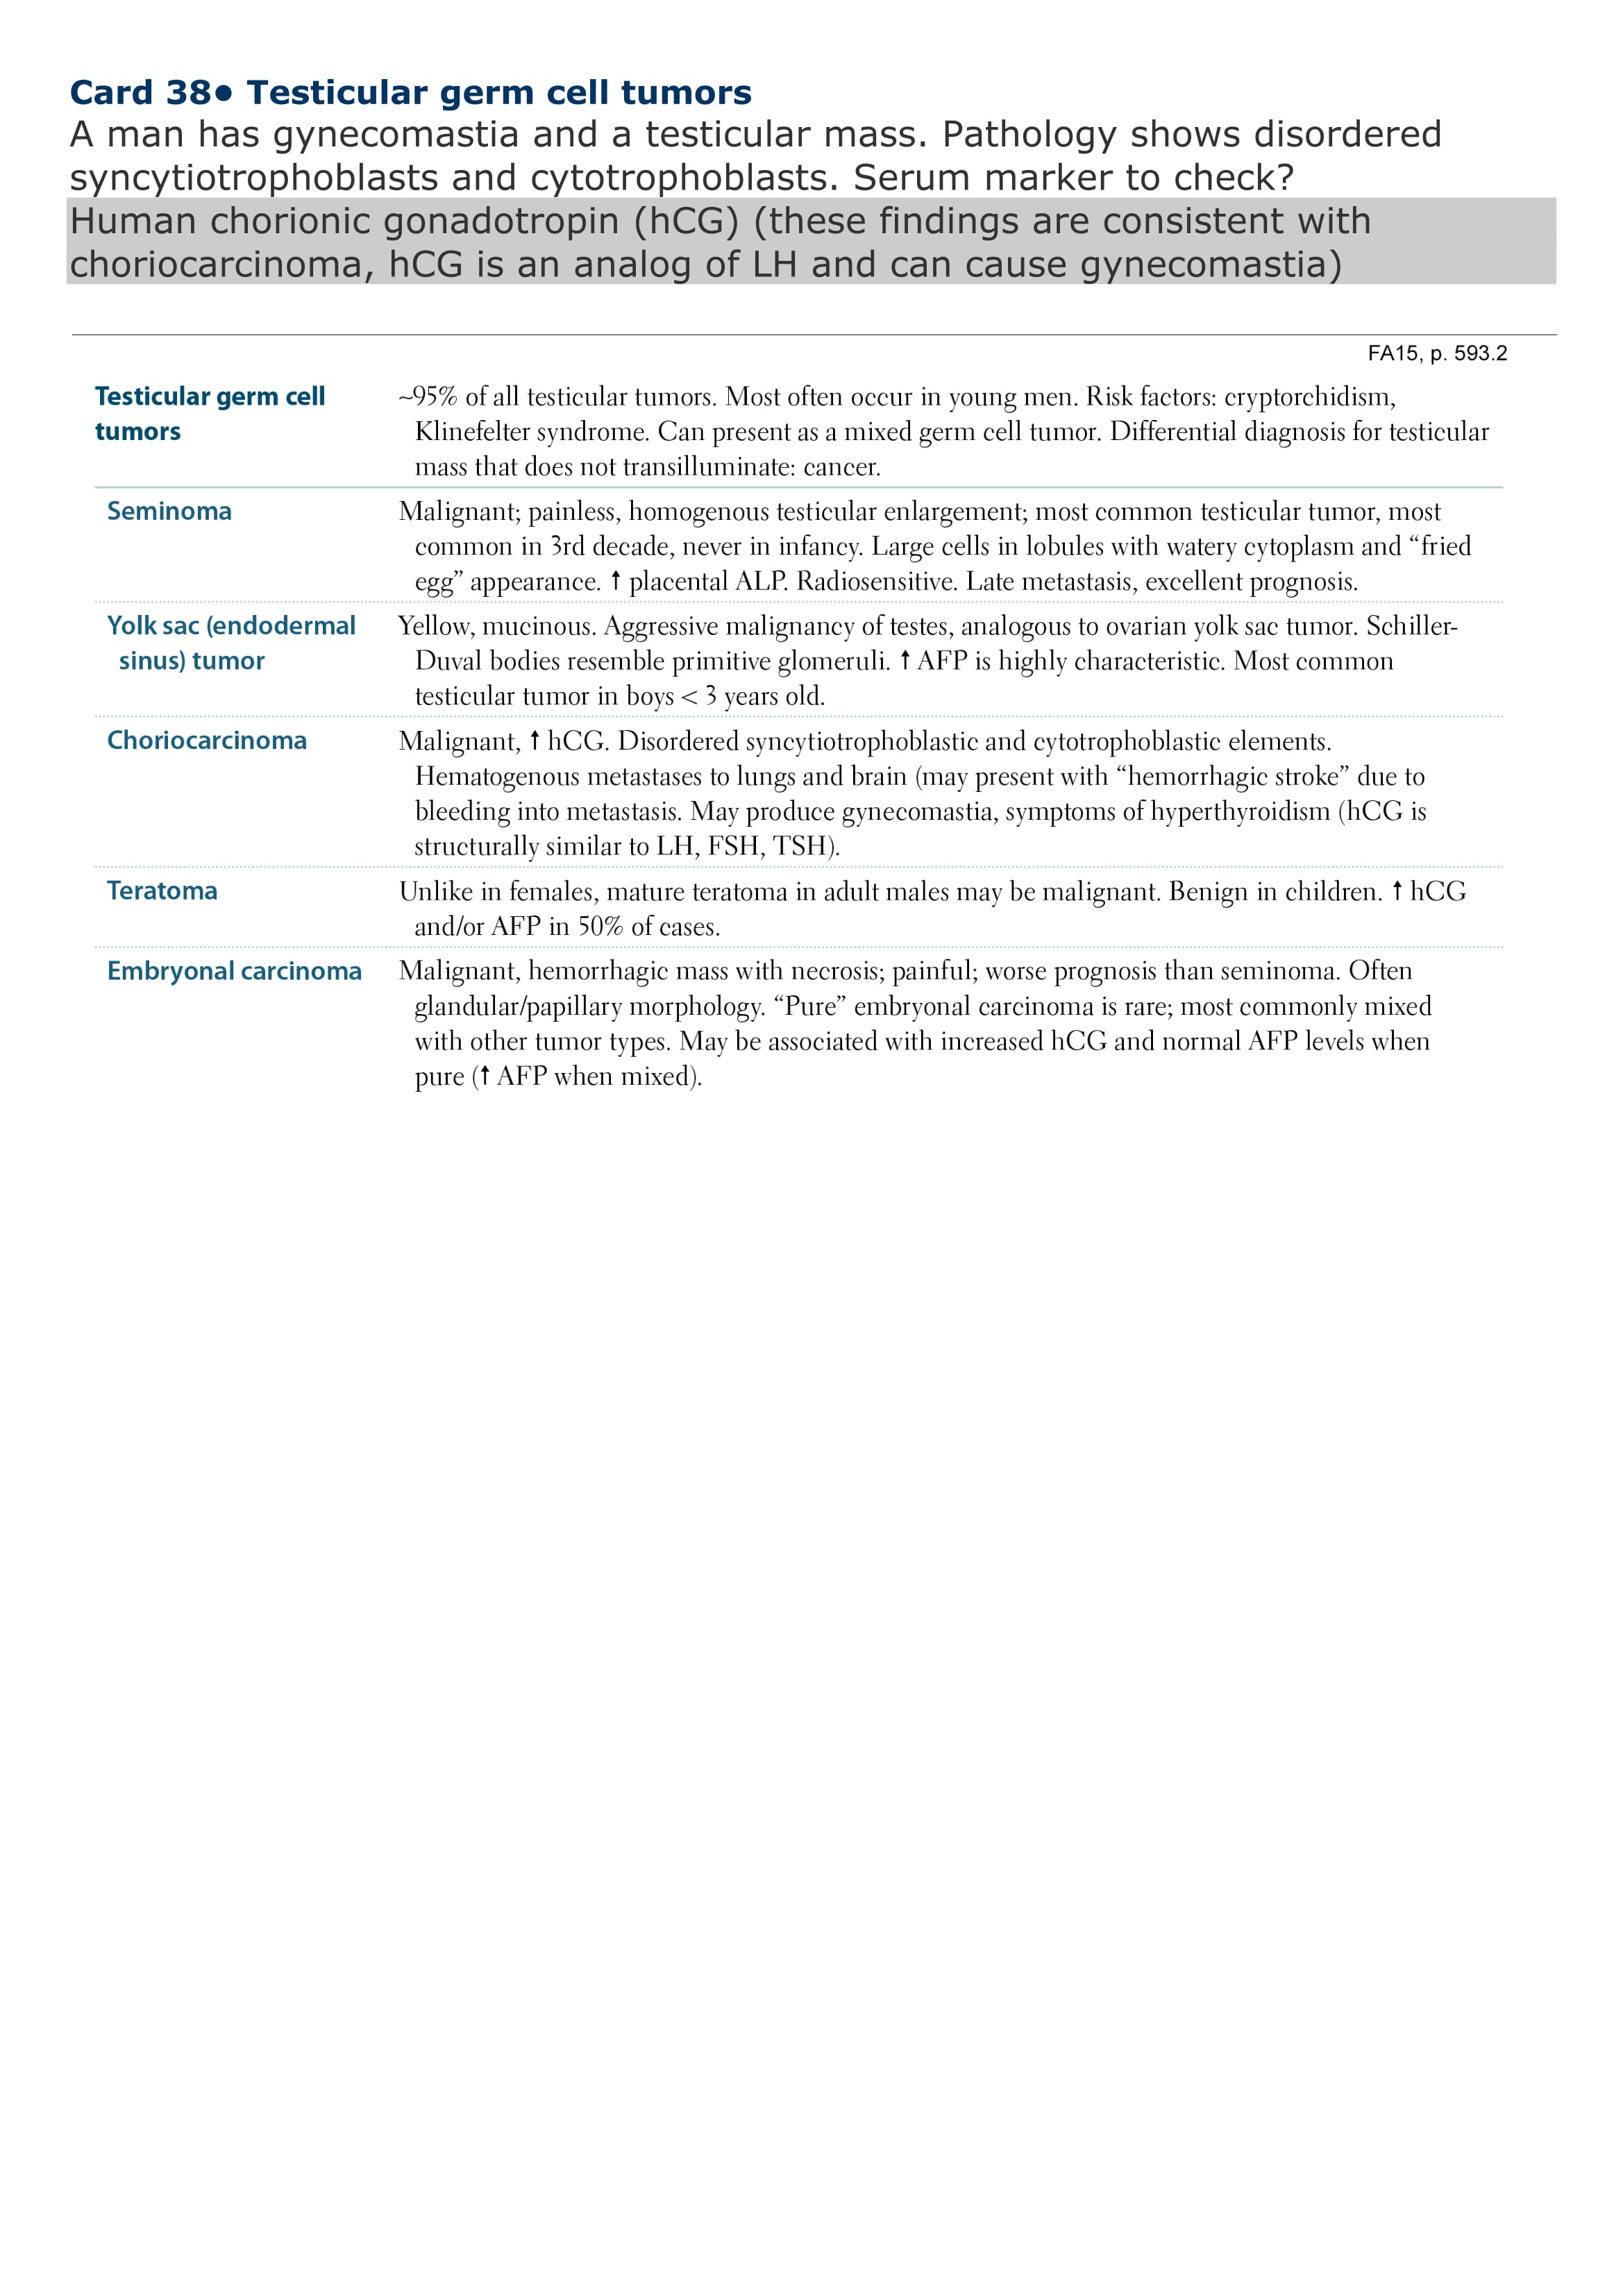 Card 38● Testicular germ cell tumors
A man has gynecomastia and a testicular mass. Pathology shows disordered
syncytiotrophoblasts and cytotrophoblasts. Serum marker to check?
Human chorionic gonadotropin (hCG) (these findings are consistent with
choriocarcinoma, hCG is an analog of LH and can cause gynecomastia)
FA15, p. 593.2
Testicular germ cell
tumors
~95% of all testicular tumors. Most often occur in young men. Risk factors: cryptorchidism,
Klinefelter syndrome. Can present as a mixed germ cell tumor. Differential diagnosis for testicular
mass that does not transilluminate: cancer.
Seminoma
Malignant; painless, homogenous testicular enlargement; most common testicular tumor, most
common in 3rd decade, never in infancy. Large cells in lobules with watery cytoplasm and “fried
egg” appearance. ↑ placental ALP. Radiosensitive. Late metastasis, excellent prognosis.
Yolk sac (endodermal
sinus) tumor
Yellow, mucinous. Aggressive malignancy of testes, analogous to ovarian yolk sac tumor. Schiller-
Duval bodies resemble primitive glomeruli. ↑ AFP is highly characteristic. Most common
testicular tumor in boys < 3 years old.
Choriocarcinoma
Malignant, ↑ hCG. Disordered syncytiotrophoblastic and cytotrophoblastic elements.
Hematogenous metastases to lungs and brain (may present with “hemorrhagic stroke” due to
bleeding into metastasis. May produce gynecomastia, symptoms of hyperthyroidism (hCG is
structurally similar to LH, FSH, TSH).
Teratoma
Unlike in females, mature teratoma in adult males may be malignant. Benign in children. ↑ hCG
and/or AFP in 50% of cases.
Embryonal carcinoma
Malignant, hemorrhagic mass with necrosis; painful; worse prognosis than seminoma. Often
glandular/papillary morphology. “Pure” embryonal carcinoma is rare; most commonly mixed
with other tumor types. May be associated with increased hCG and normal AFP levels when
pure (↑ AFP when mixed).